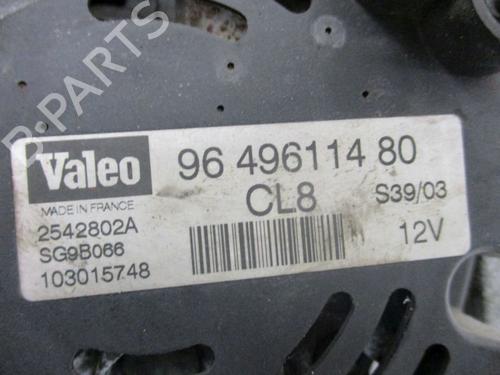 B-PARTS
Valeo
96 496114 80
MADE IN FRANCE
CL8
S39/03
2542802A
SG9B066
12V
103015748